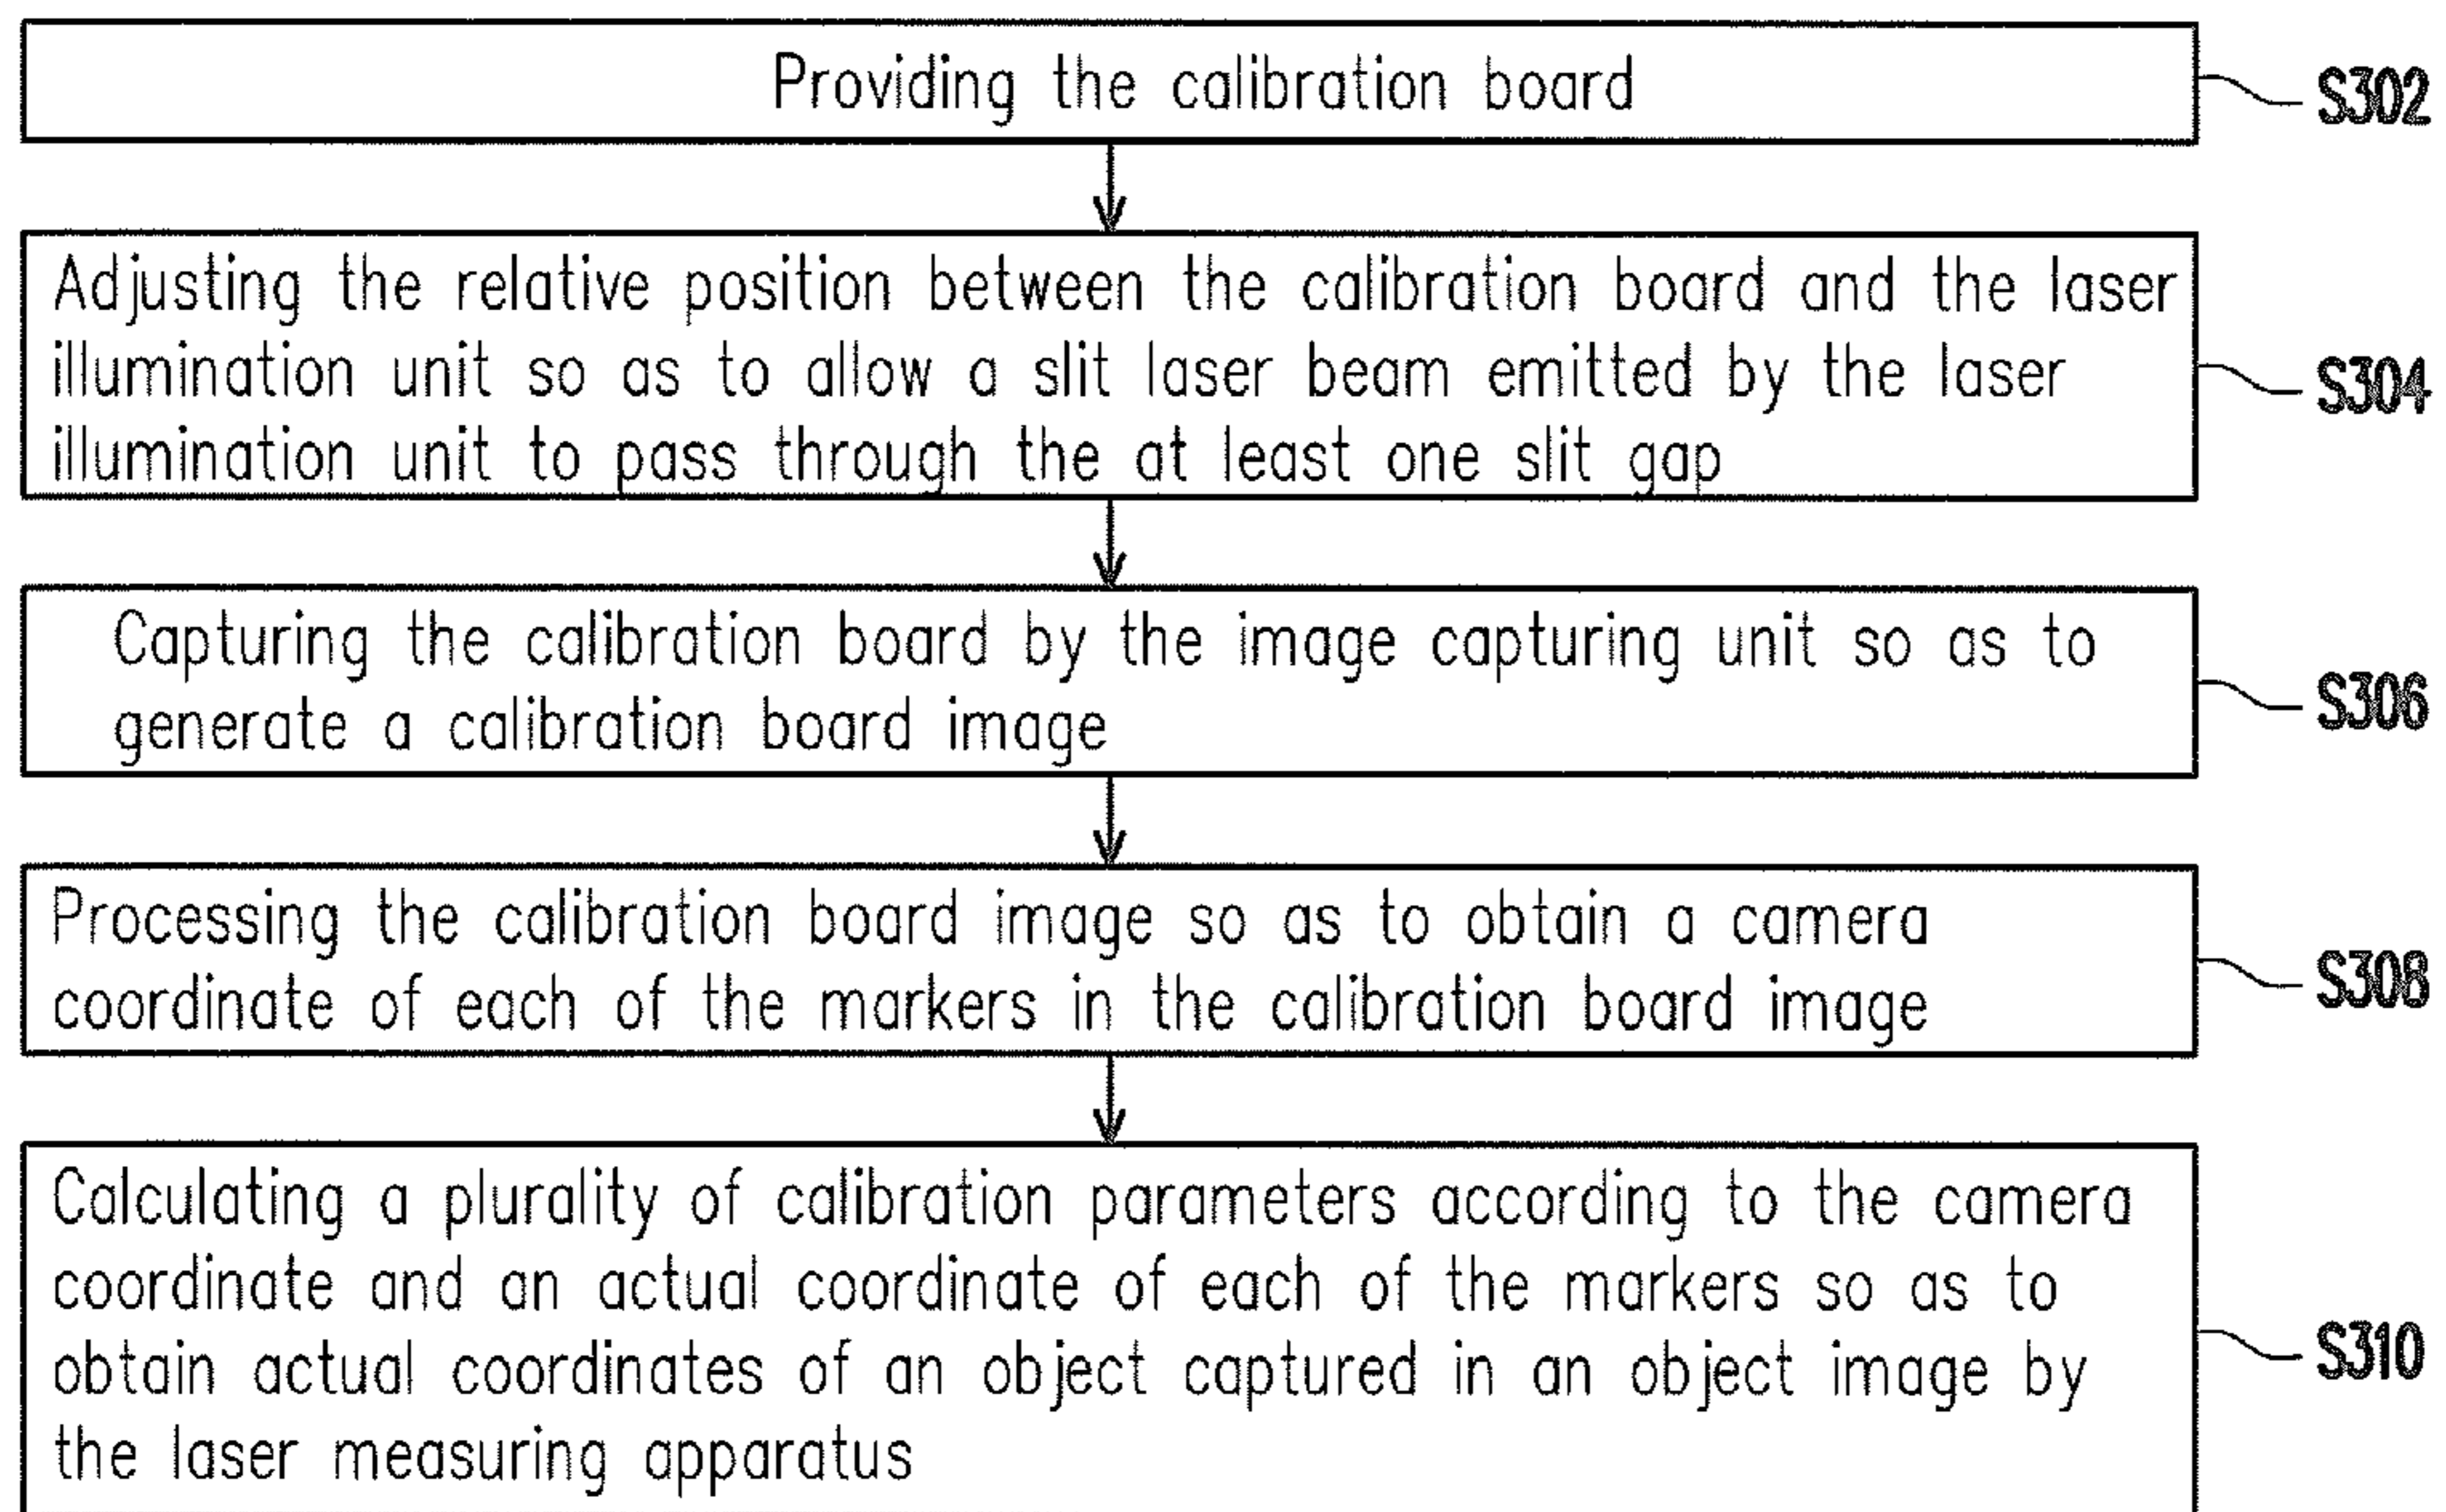 Providing the calibration board
S302
Adjusting the relative position between the calibration board and the laser
illumination unit so as to allow a slit laser beam emitted by the laser
illumination unit to pass through the at least one slit gap
S304
Capturing the calibration board by the image capturing unit so as to
generate a calibration board image
S306
Processing the calibration board image so as to obtain a camera
coordinate of each of the markers in the calibration board image
S308
Calculating a plurality of calibration parameters according to the camera
coordinate and an actual coordinate of each of the markers so as to
obtain actual coordinates of an object captured in an object image by
the laser measuring apparatus
S310